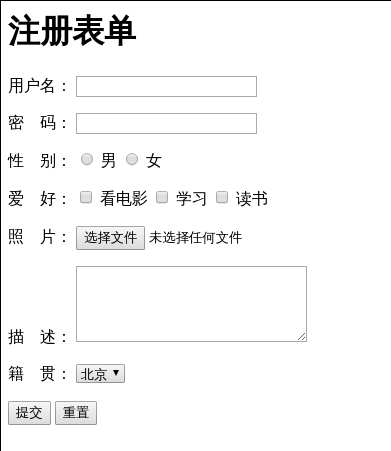 注册表单
用户名：
密　码：
性　别： 男 女
爱　好： 看电影 学习 读书
照　片： 选择文件 未选择任何文件
描　述：
籍　贯： 北京
提交 重置